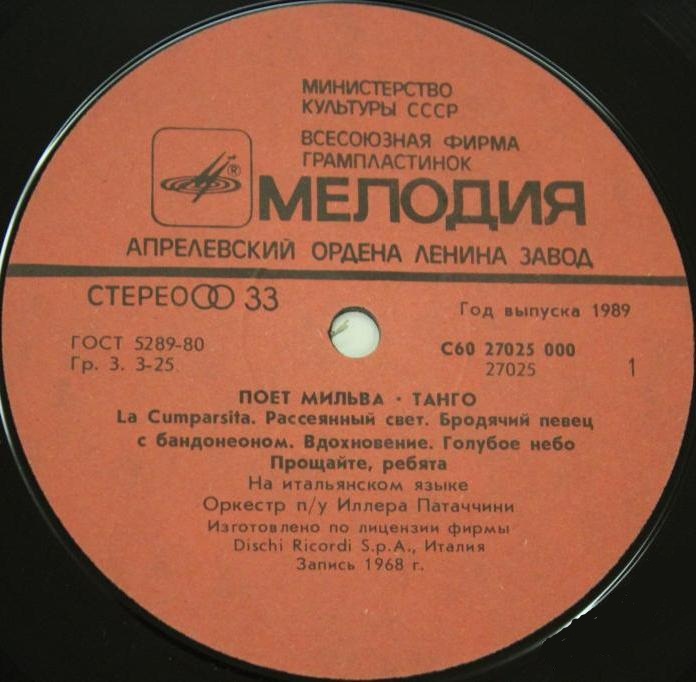 МИНИСТЕРСТВО
КУЛЬТУРЫ СССР
ВСЕСОЮЗНАЯ ФИРМА
ГРАМПЛАСТИНОК
®
МЕЛОДИЯ
АПРЕЛЕВСКИЙ ОРДЕНА ЛЕНИНА ЗАВОД
СТЕРЕО 33
Год выпуска 1989
ГОСТ 5289-80
Гр. 3. 3-25
С60 27025 000
27025
1
ПОЕТ МИЛЬВА · ТАНГО
La Cumparsita. Рассеянный свет. Бродячий певец
с бандонеоном. Вдохновение. Голубое небо
Прощайте, ребята
На итальянском языке
Оркестр п/у Иллера Патаччини
Изготовлено по лицензии фирмы
Dischi Ricordi S.p.A., Италия
Запись 1968 г.